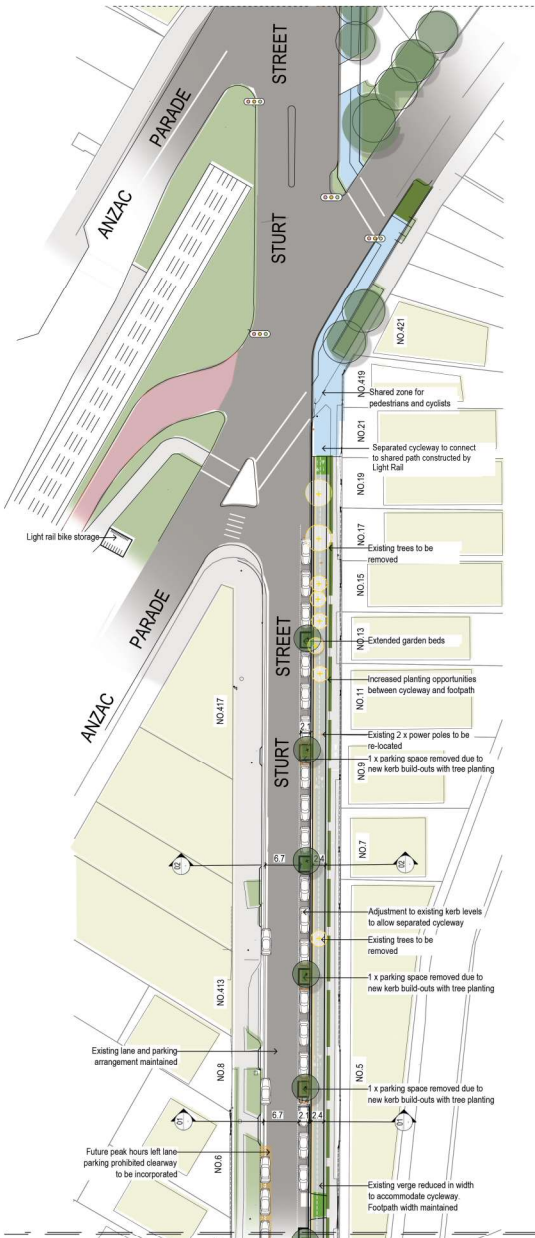 STREET
PARADE
ANZAC
STURT
NO.421
NO.419
Shared zone for
pedestrians and cyclists
NO.21
Separated cycleway to connect
to shared path constructed by
Light Rail
NO.19
Light rail bike storage
NO.17
Existing trees to be
removed
NO.15
PARADE
STREET
NO.13
Extended garden beds
Increased planting opportunities
between cycleway and footpath
NO.11
ANZAC
NO.417
2.1
Existing 2 x power poles to be
re-located
STURT
1 x parking space removed due to
new kerb build-outs with tree planting
NO.9
NO.7
02
6.7
2.4
02
Adjustment to existing kerb levels
to allow separated cycleway
Existing trees to be
removed
NO.413
1 x parking space removed due to
new kerb build-outs with tree planting
Existing lane and parking
arrangement maintained
NO.8
NO.5
1 x parking space removed due to
new kerb build-outs with tree planting
01
6.7
2.1
2.4
01
Future peak hours left lane
parking prohibited clearway
to be incorporated
NO.6
Existing verge reduced in width
to accommodate cycleway.
Footpath width maintained